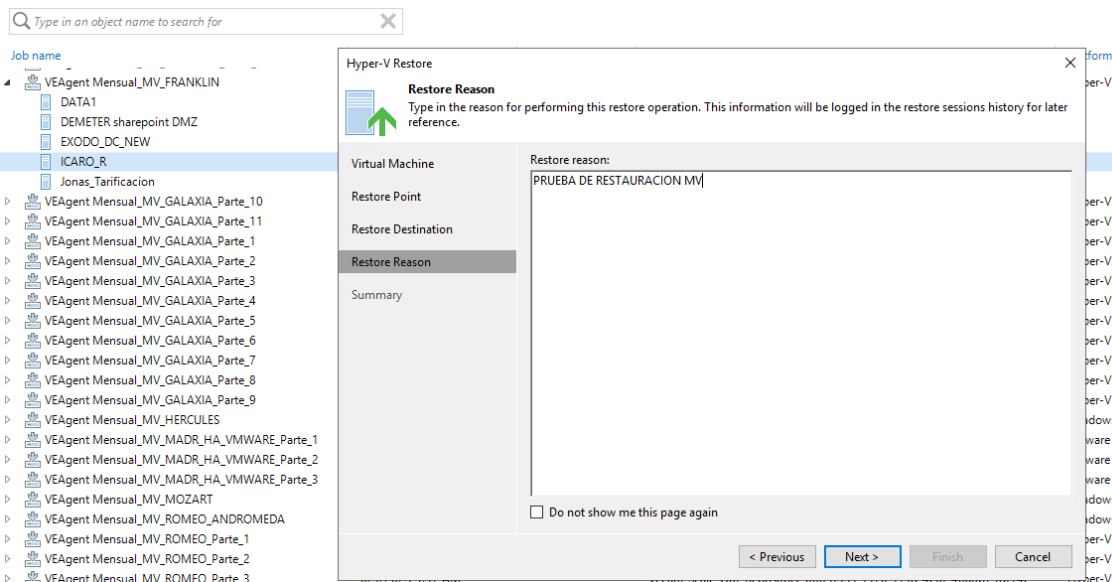 Type in an object name to search for
Job name
VEAgent Mensual_MV_FRANKLIN
DATA1
DEMETER sharepoint DMZ
EXODO_DC_NEW
ICARO_R
Jonas_Tarificacion
VEAgent Mensual_MV_GALAXIA_Parte_10
VEAgent Mensual_MV_GALAXIA_Parte_11
VEAgent Mensual_MV_GALAXIA_Parte_1
VEAgent Mensual_MV_GALAXIA_Parte_2
VEAgent Mensual_MV_GALAXIA_Parte_3
VEAgent Mensual_MV_GALAXIA_Parte_4
VEAgent Mensual_MV_GALAXIA_Parte_5
VEAgent Mensual_MV_GALAXIA_Parte_6
VEAgent Mensual_MV_GALAXIA_Parte_7
VEAgent Mensual_MV_GALAXIA_Parte_8
VEAgent Mensual_MV_GALAXIA_Parte_9
VEAgent Mensual_MV_HERCULES
VEAgent Mensual_MV_MADR_HA_VMWARE_Parte_1
VEAgent Mensual_MV_MADR_HA_VMWARE_Parte_2
VEAgent Mensual_MV_MADR_HA_VMWARE_Parte_3
VEAgent Mensual_MV_MOZART
VEAgent Mensual_MV_ROMEO_ANDROMEDA
VEAgent Mensual_MV_ROMEO_Parte_1
VEAgent Mensual_MV_ROMEO_Parte_2
VEAgent Mensual_MV_ROMEO_Parte_3
Hyper-V Restore
Restore Reason
Type in the reason for performing this restore operation. This information will be logged in the restore sessions history for later
reference.
Virtual Machine
Restore Point
Restore Destination
Restore Reason
Summary
Restore reason:
PRUEBA DE RESTAURACION MV
Do not show me this page again
< Previous
Next >
Finish
Cancel